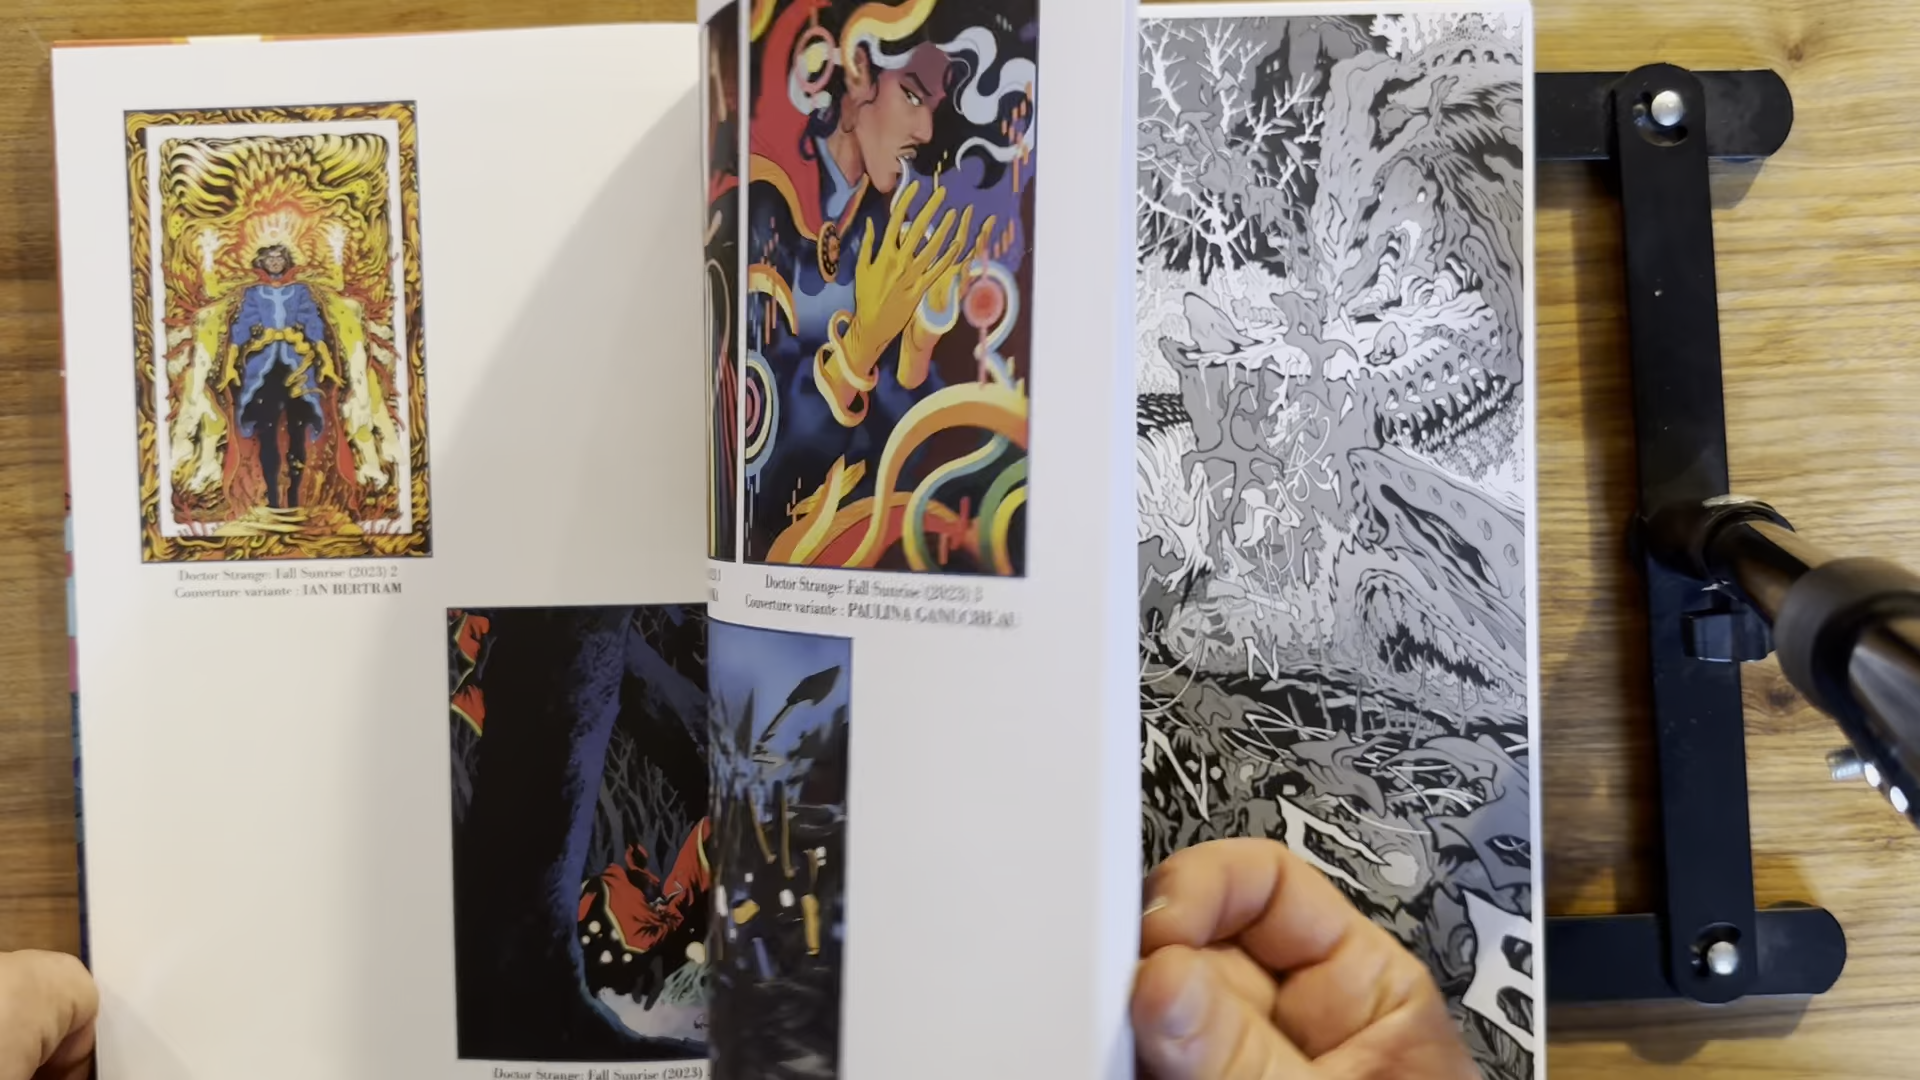 Doctor Strange: Fall Sunrise (2023) 2
Couverture variante : IAN BERTRAM
Doctor Strange: Fall Sunrise (2023) 3
Couverture variante : PAULINA GANUCHEAU
Doctor Strange: Fall Sunrise (2023)